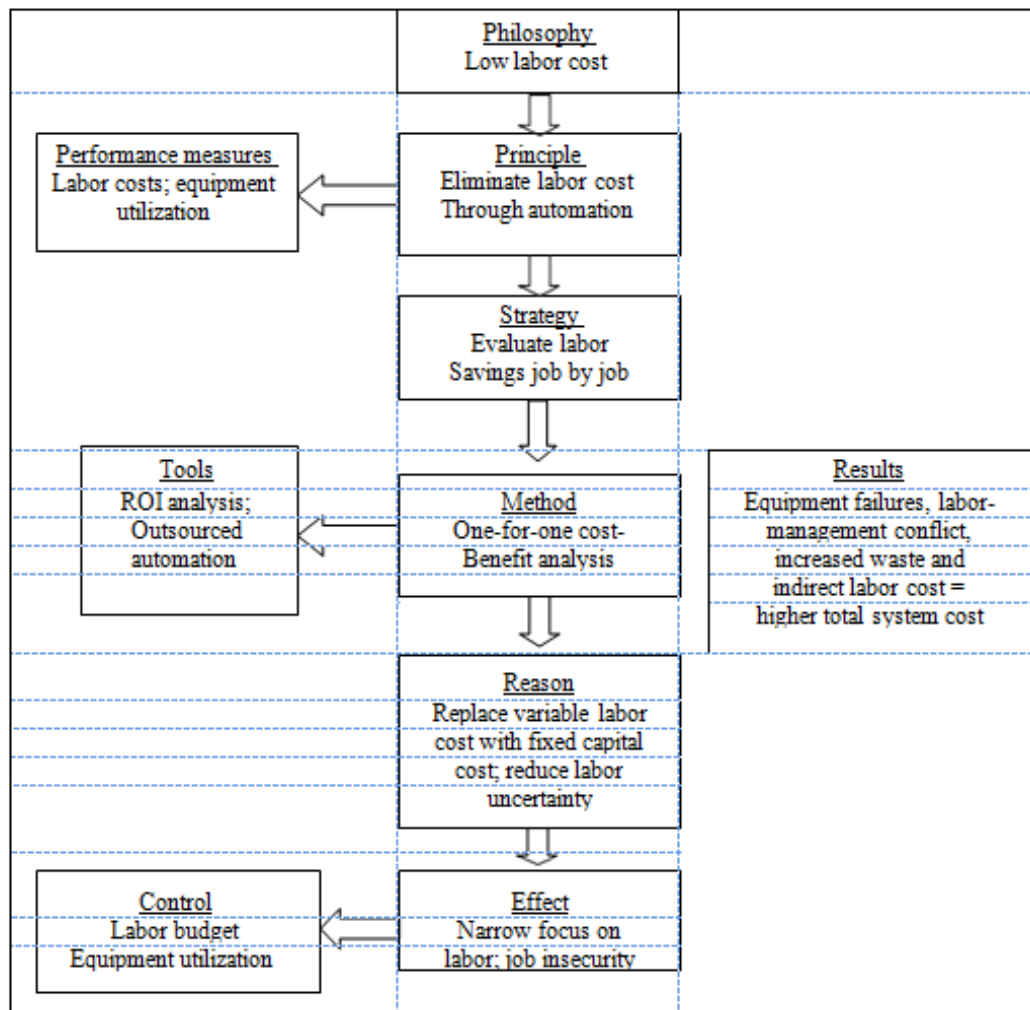 Philosophy
Low labor cost
Performance measures
Labor costs; equipment
utilization
Principle
Eliminate labor cost
Through automation
Strategy
Evaluate labor
Savings job by job
Tools
ROI analysis;
Outsourced
automation
Method
One-for-one cost-
Benefit analysis
Results
Equipment failures, labor-
management conflict,
increased waste and
indirect labor cost =
higher total system cost
Reason
Replace variable labor
cost with fixed capital
cost; reduce labor
uncertainty
Control
Labor budget
Equipment utilization
Effect
Narrow focus on
labor; job insecurity